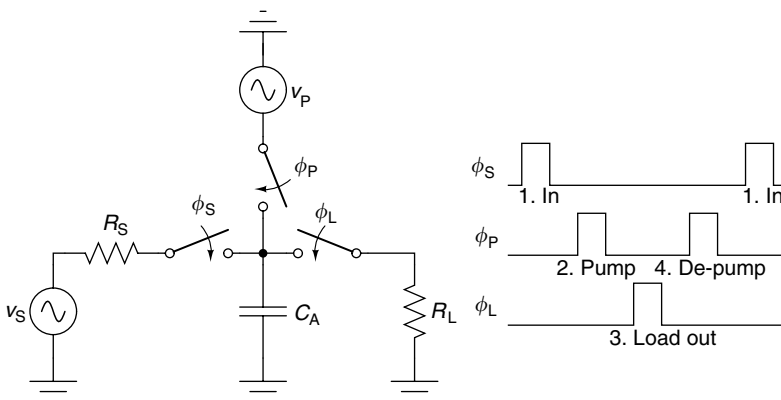 v_P
ϕ_P
ϕ_S
ϕ_L
R_S
v_S
C_A
R_L
ϕ_S
1. In
1. In
ϕ_P
2. Pump
4. De-pump
ϕ_L
3. Load out